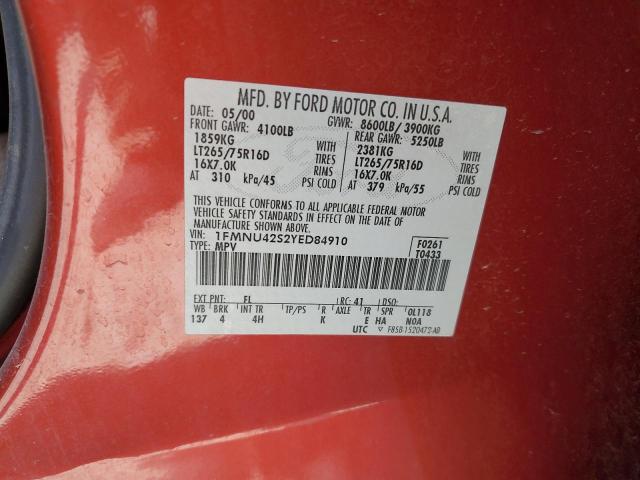 MFD. BY FORD MOTOR CO. IN U.S.A.
DATE: 05/00 GVWR: 8600LB/ 3900KG
FRONT GAWR: 4100LB REAR GAWR: 5250LB
1859KG WITH 2381KG WITH
LT265/75R16D TIRES LT265/75R16D TIRES
16X7.0K RIMS 16X7.0K RIMS
AT 310 kPa/45 PSI COLD AT 379 kPa/55 PSI COLD
THIS VEHICLE CONFORMS TO ALL APPLICABLE FEDERAL MOTOR
VEHICLE SAFETY STANDARDS IN EFFECT ON THE DATE OF
MANUFACTURE SHOWN ABOVE.
VIN: 1FMNU42S2YED84910 F0261
TYPE: MPV T0433
EXT PNT: FL RC: 41 DSO:
WB BRK INT TR TP/PS R AXLE TR SPR OL118
137 4 4H K E HA NOA
UTC F85B-1520472-AB